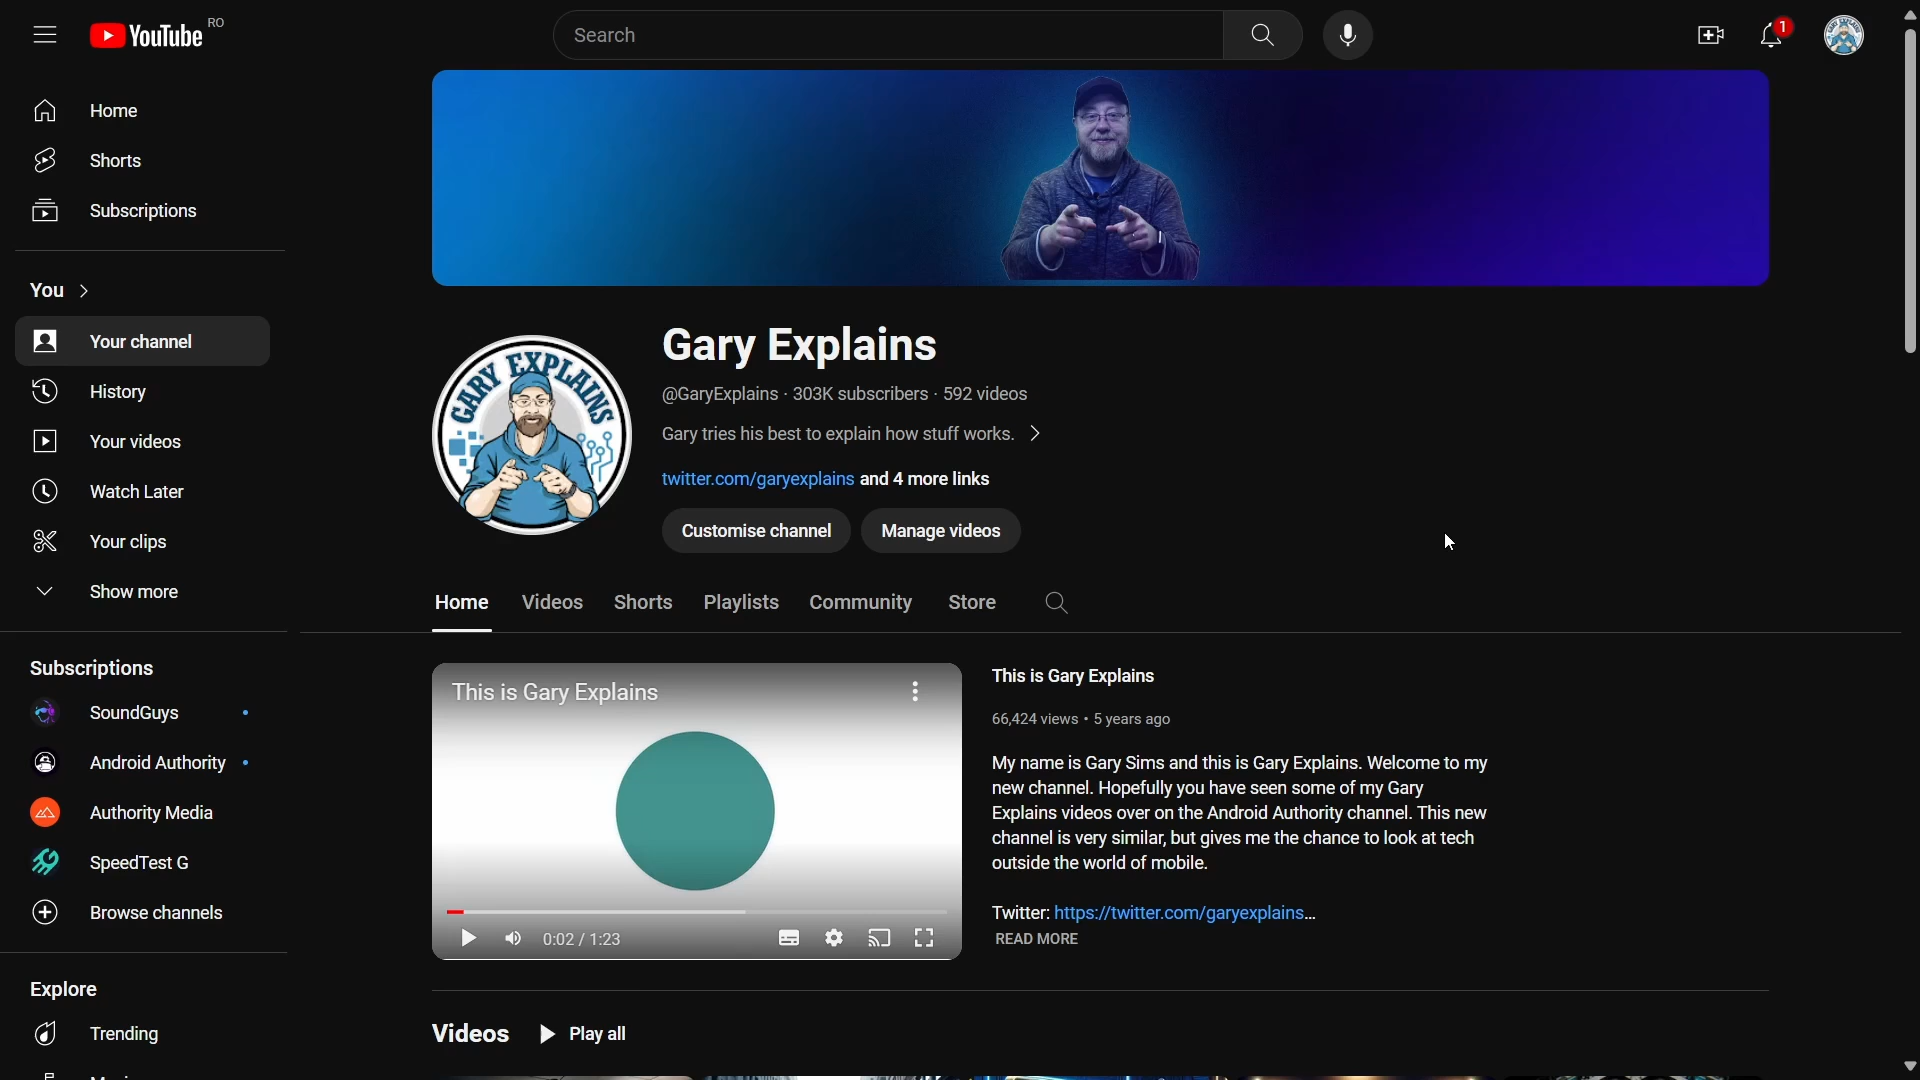 YouTube RO
Search
1
Home
Shorts
Subscriptions
You
Your channel
History
Your videos
Watch Later
Your clips
Show more
Subscriptions
SoundGuys
Android Authority
Authority Media
SpeedTest G
Browse channels
Explore
Trending
GARY EXPLAINS
Gary Explains
@GaryExplains · 303K subscribers · 592 videos
Gary tries his best to explain how stuff works.
twitter.com/garyexplains and 4 more links
Customise channel Manage videos
Home Videos Shorts Playlists Community Store
This is Gary Explains
0:02 / 1:23
This is Gary Explains
66,424 views • 5 years ago
My name is Gary Sims and this is Gary Explains. Welcome to my
new channel. Hopefully you have seen some of my Gary
Explains videos over on the Android Authority channel. This new
channel is very similar, but gives me the chance to look at tech
outside the world of mobile.
Twitter: https://twitter.com/garyexplains...
READ MORE
Videos Play all